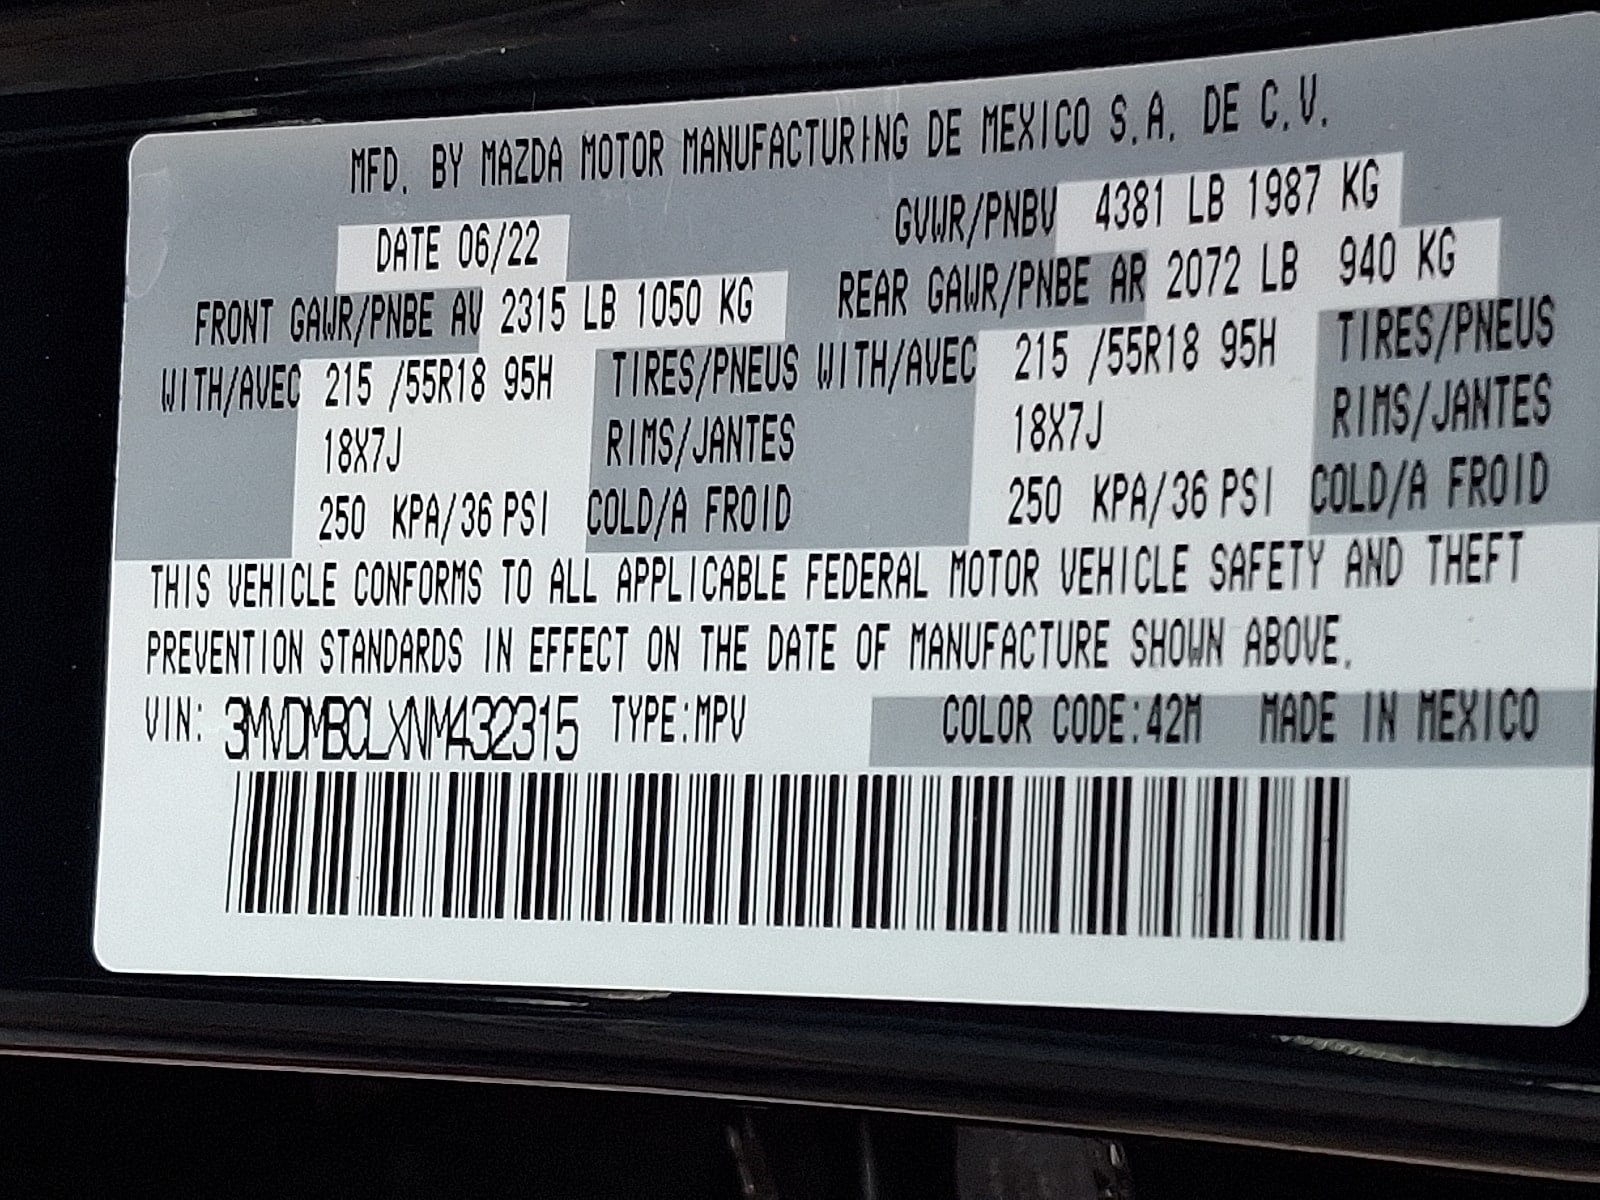 MFD. BY MAZDA MOTOR MANUFACTURING DE MEXICO S.A. DE C.V.
DATE 06/22 GVWR/PNBV 4381 LB 1987 KG
FRONT GAWR/PNBE AV 2315 LB 1050 KG REAR GAWR/PNBE AR 2072 LB 940 KG
WITH/AVEC 215 /55R18 95H TIRES/PNEUS WITH/AVEC 215 /55R18 95H TIRES/PNEUS
18X7J RIMS/JANTES 18X7J RIMS/JANTES
250 KPA/36 PSI COLD/A FROID 250 KPA/36 PSI COLD/A FROID
THIS VEHICLE CONFORMS TO ALL APPLICABLE FEDERAL MOTOR VEHICLE SAFETY AND THEFT
PREVENTION STANDARDS IN EFFECT ON THE DATE OF MANUFACTURE SHOWN ABOVE.
VIN: 3MVDMBCLXNM432315 TYPE:MPV COLOR CODE:42M MADE IN MEXICO